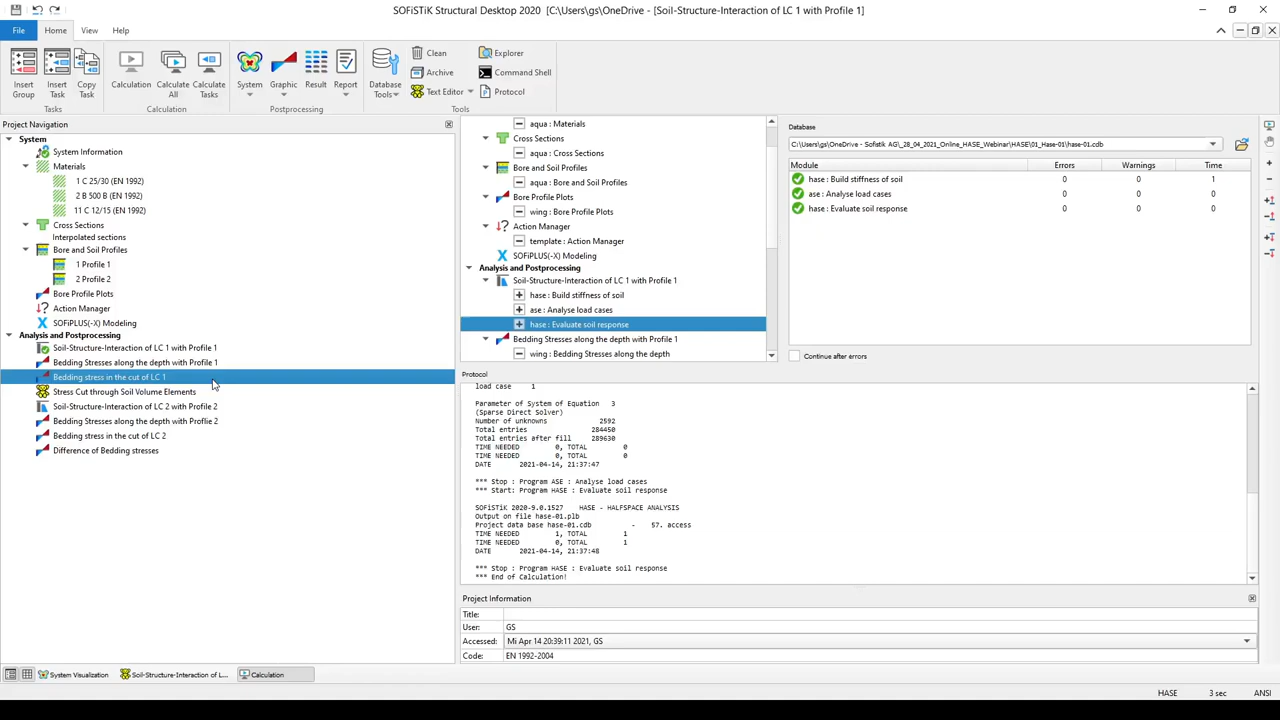 SOFiSTiK Structural Desktop 2020 [C:\Users\gs\OneDrive - [Soil-Structure-Interaction of LC 1 with Profile 1]
File Home View Help
Insert Group
Insert Task
Copy Task
Calculation
Calculate All
Calculate Tasks
System
Graphic
Result
Report
Database Tools
Clean
Archive
Text Editor
Explorer
Command Shell
Protocol
Tasks Calculation Postprocessing Tools
Project Navigation
System
System Information
Materials
1 C 25/30 (EN 1992)
2 B 500 B (EN 1992)
11 C 12/15 (EN 1992)
Cross Sections
Interpolated sections
Bore and Soil Profiles
1 Profile 1
2 Profile 2
Bore Profile Plots
Action Manager
SOFiPLUS(-X) Modeling
Analysis and Postprocessing
Soil-Structure-Interaction of LC 1 with Profile 1
Bedding Stresses along the depth with Profile 1
Bedding stress in the cut of LC 1
Stress Cut through Soil Volume Elements
Soil-Structure-Interaction of LC 2 with Profile 2
Bedding Stresses along the depth with Proflie 2
Bedding stress in the cut of LC 2
Difference of Bedding stresses
aqua : Materials
Cross Sections
aqua : Cross Sections
Bore and Soil Profiles
aqua : Bore and Soil Profiles
Bore Profile Plots
wing : Bore Profile Plots
Action Manager
template : Action Manager
SOFiPLUS(-X) Modeling
Analysis and Postprocessing
Soil-Structure-Interaction of LC 1 with Profile 1
hase : Build stiffness of soil
ase : Analyse load cases
hase : Evaluate soil response
Bedding Stresses along the depth with Profile 1
wing : Bedding Stresses along the depth
Database
C:\Users\gs\OneDrive - Sofistik AG\_28_04_2021_Online_HASE_Webinar\HASE\01_Hase-01\hase-01.cdb
Module Errors Warnings Time
hase : Build stiffness of soil 0 0 1
ase : Analyse load cases 0 0 0
hase : Evaluate soil response 0 0 0
Continue after errors
Protocol
load case 1
Parameter of System of Equation 3
(Sparse Direct Solver)
Number of unknowns 2592
Total entries 284450
Total entries after fill 289630
TIME NEEDED 0, TOTAL 0
TIME NEEDED 0, TOTAL 0
DATE 2021-04-14, 21:37:47
*** Stop : Program ASE : Analyse load cases
*** Start: Program HASE : Evaluate soil response
SOFiSTiK 2020-9.0.1527 HASE - HALFSPACE ANALYSIS
Output on file hase-01.plb
Project data base hase-01.cdb - 57. access
TIME NEEDED 1, TOTAL 1
TIME NEEDED 0, TOTAL 1
DATE 2021-04-14, 21:37:48
*** Stop : Program HASE : Evaluate soil response
*** End of Calculation!
Project Information
Title:
User: GS
Accessed: Mi Apr 14 20:39:11 2021, GS
Code: EN 1992-2004
System Visualization Soil-Structure-Interaction of L... Calculation
HASE 3 sec ANSI